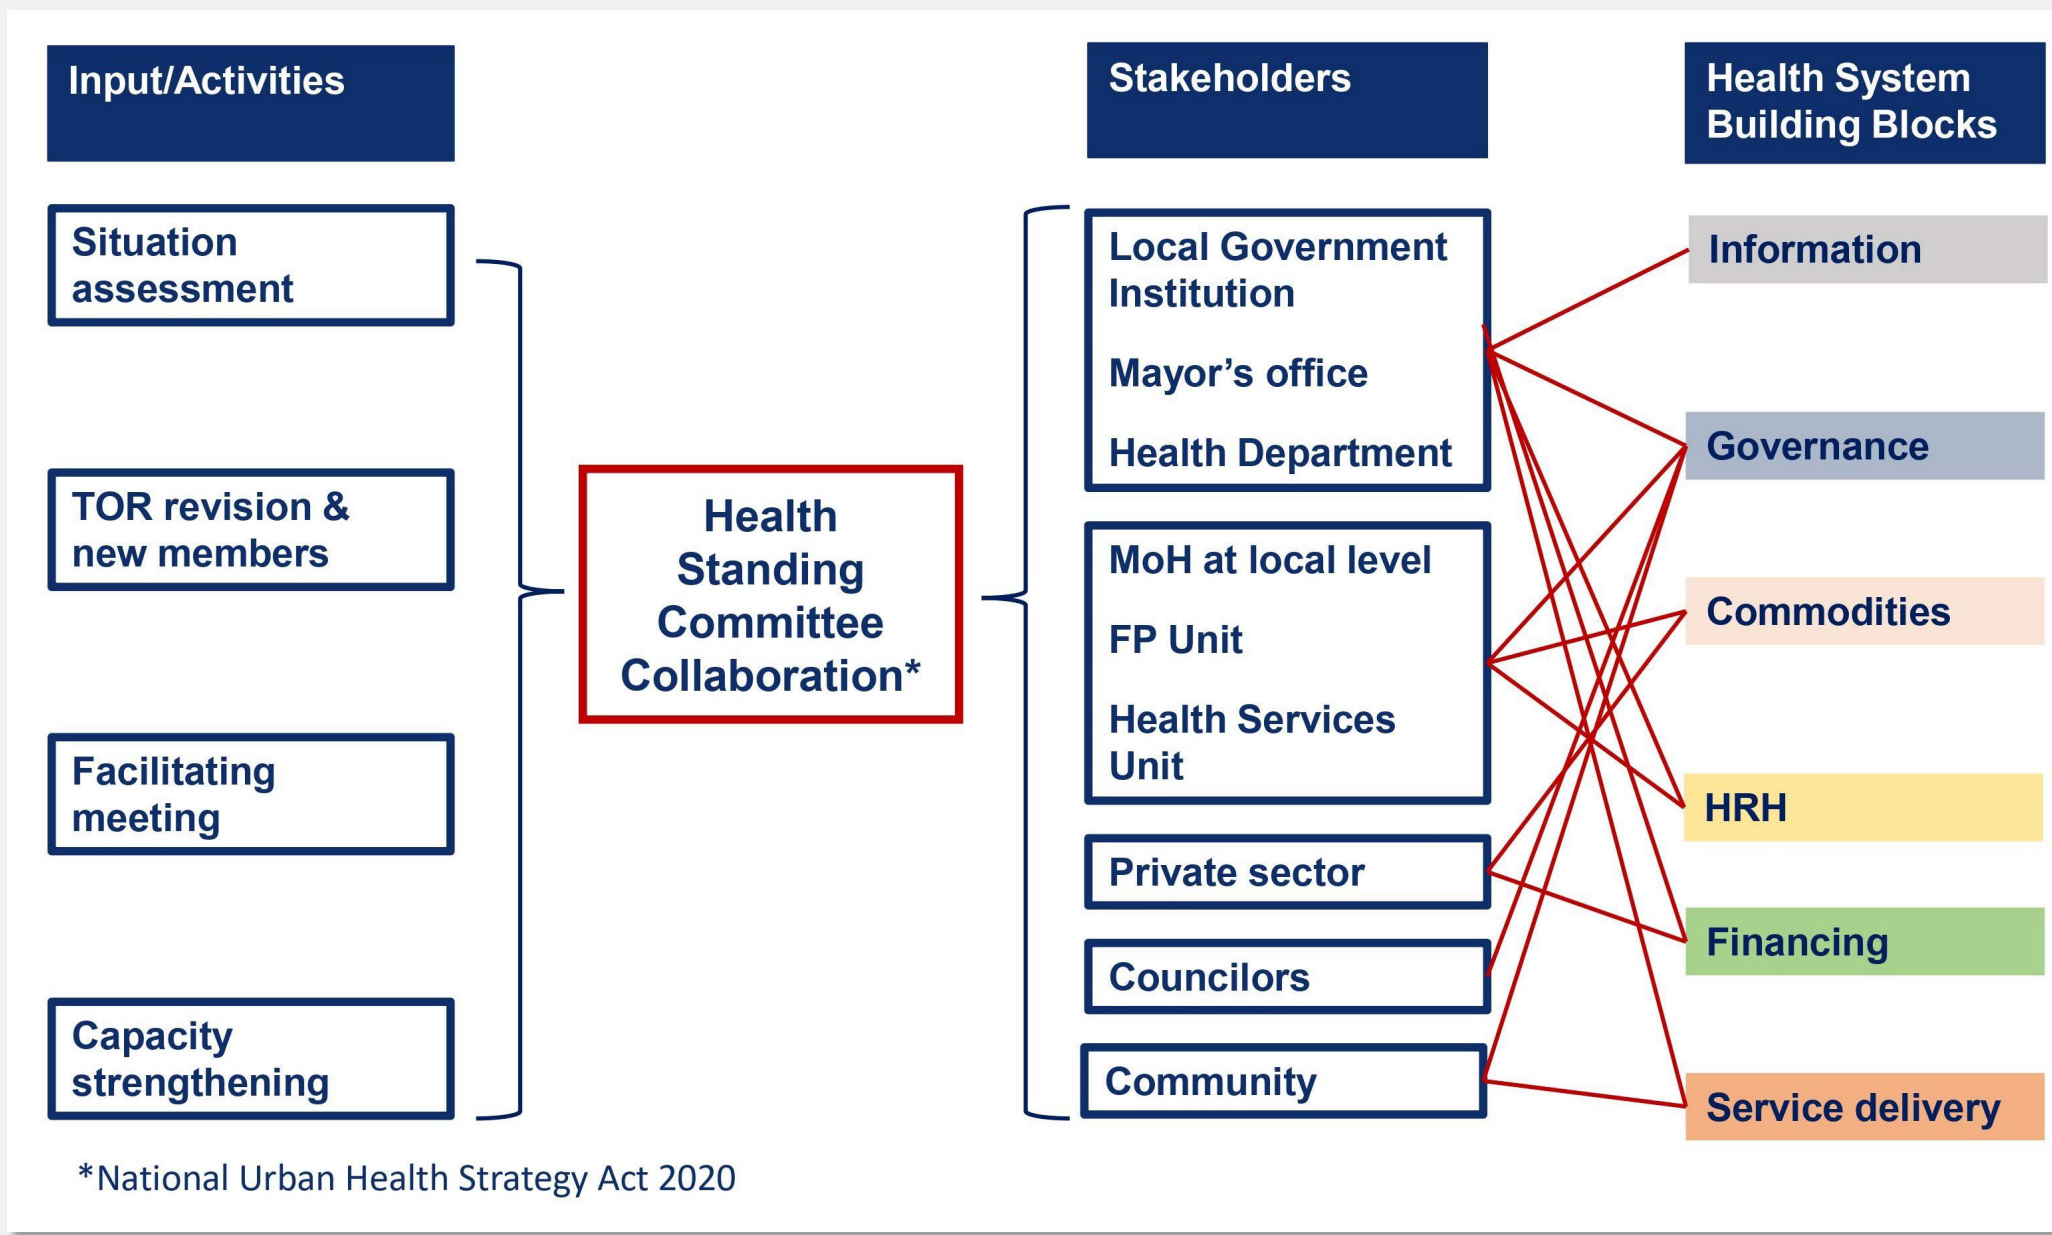 Input/Activities
Situation
assessment
TOR revision &
new members
Facilitating
meeting
Capacity
strengthening
Health
Standing
Committee
Collaboration*
Stakeholders
Local Government
Institution
Mayor’s office
Health Department
MoH at local level
FP Unit
Health Services
Unit
Private sector
Councilors
Community
Health System
Building Blocks
Information
Governance
Commodities
HRH
Financing
Service delivery
*National Urban Health Strategy Act 2020